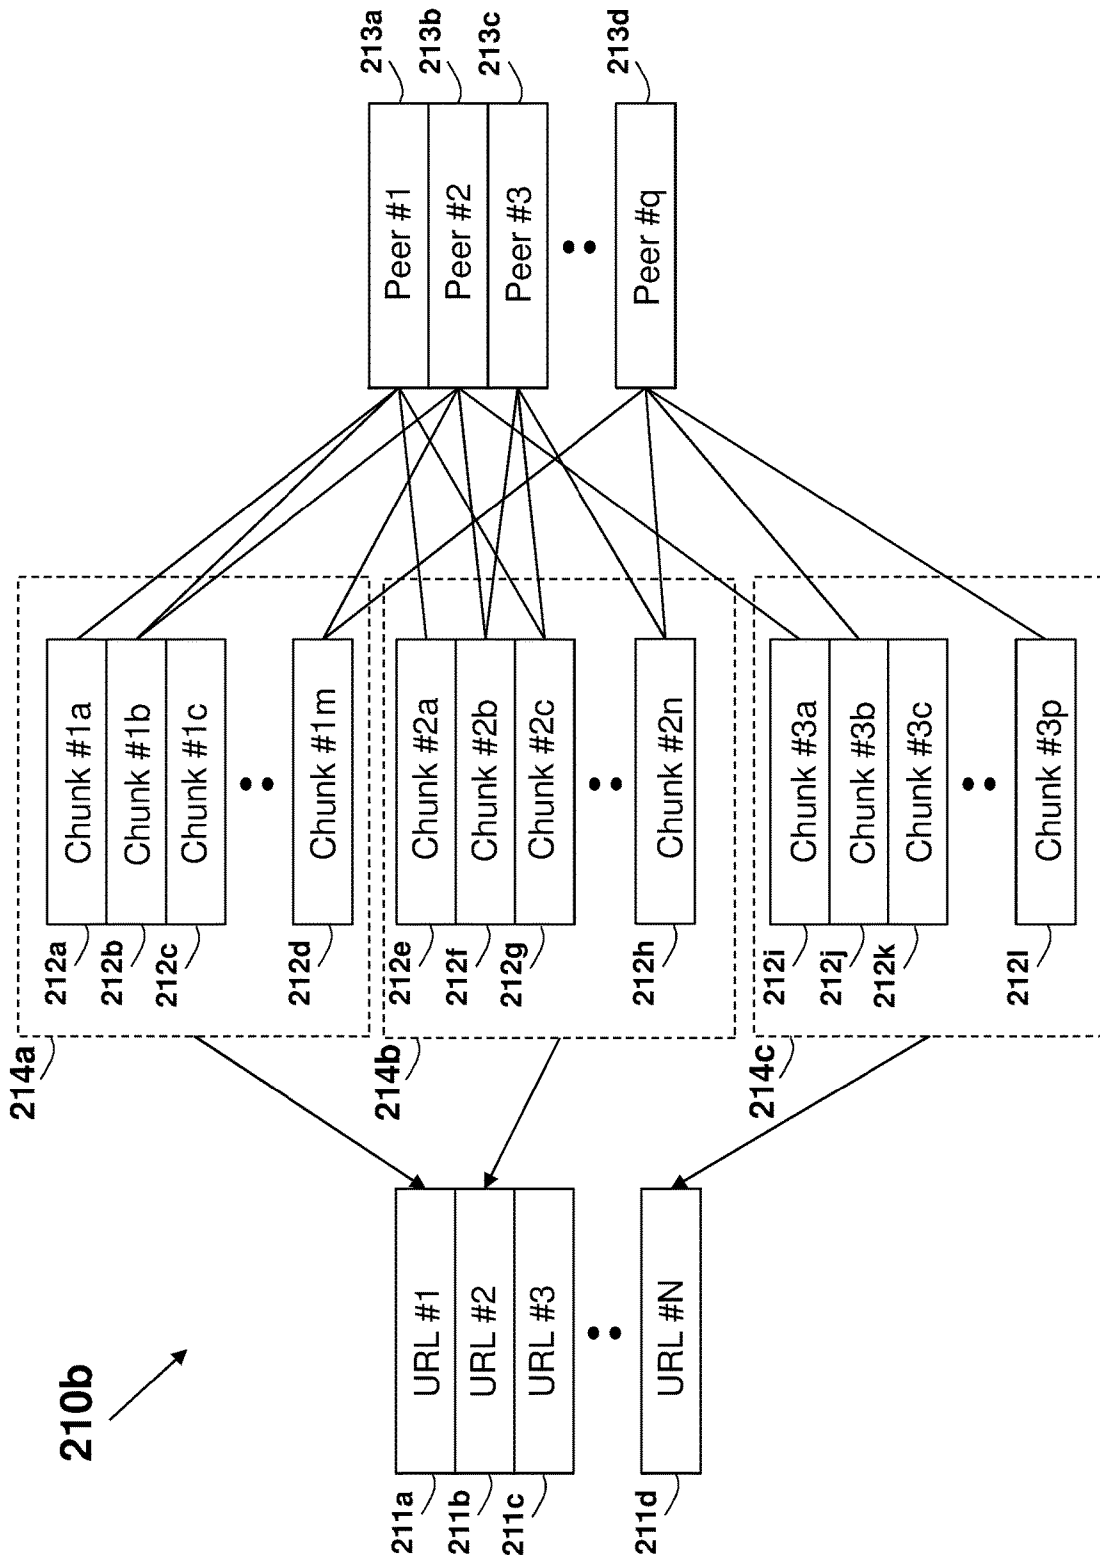 210b
211a
URL #1
211b
URL #2
211c
URL #3
211d
URL #N
214a
212a
Chunk #1a
212b
Chunk #1b
212c
Chunk #1c
212d
Chunk #1m
214b
212e
Chunk #2a
212f
Chunk #2b
212g
Chunk #2c
212h
Chunk #2n
214c
212i
Chunk #3a
212j
Chunk #3b
212k
Chunk #3c
212l
Chunk #3p
213a
Peer #1
213b
Peer #2
213c
Peer #3
213d
Peer #q